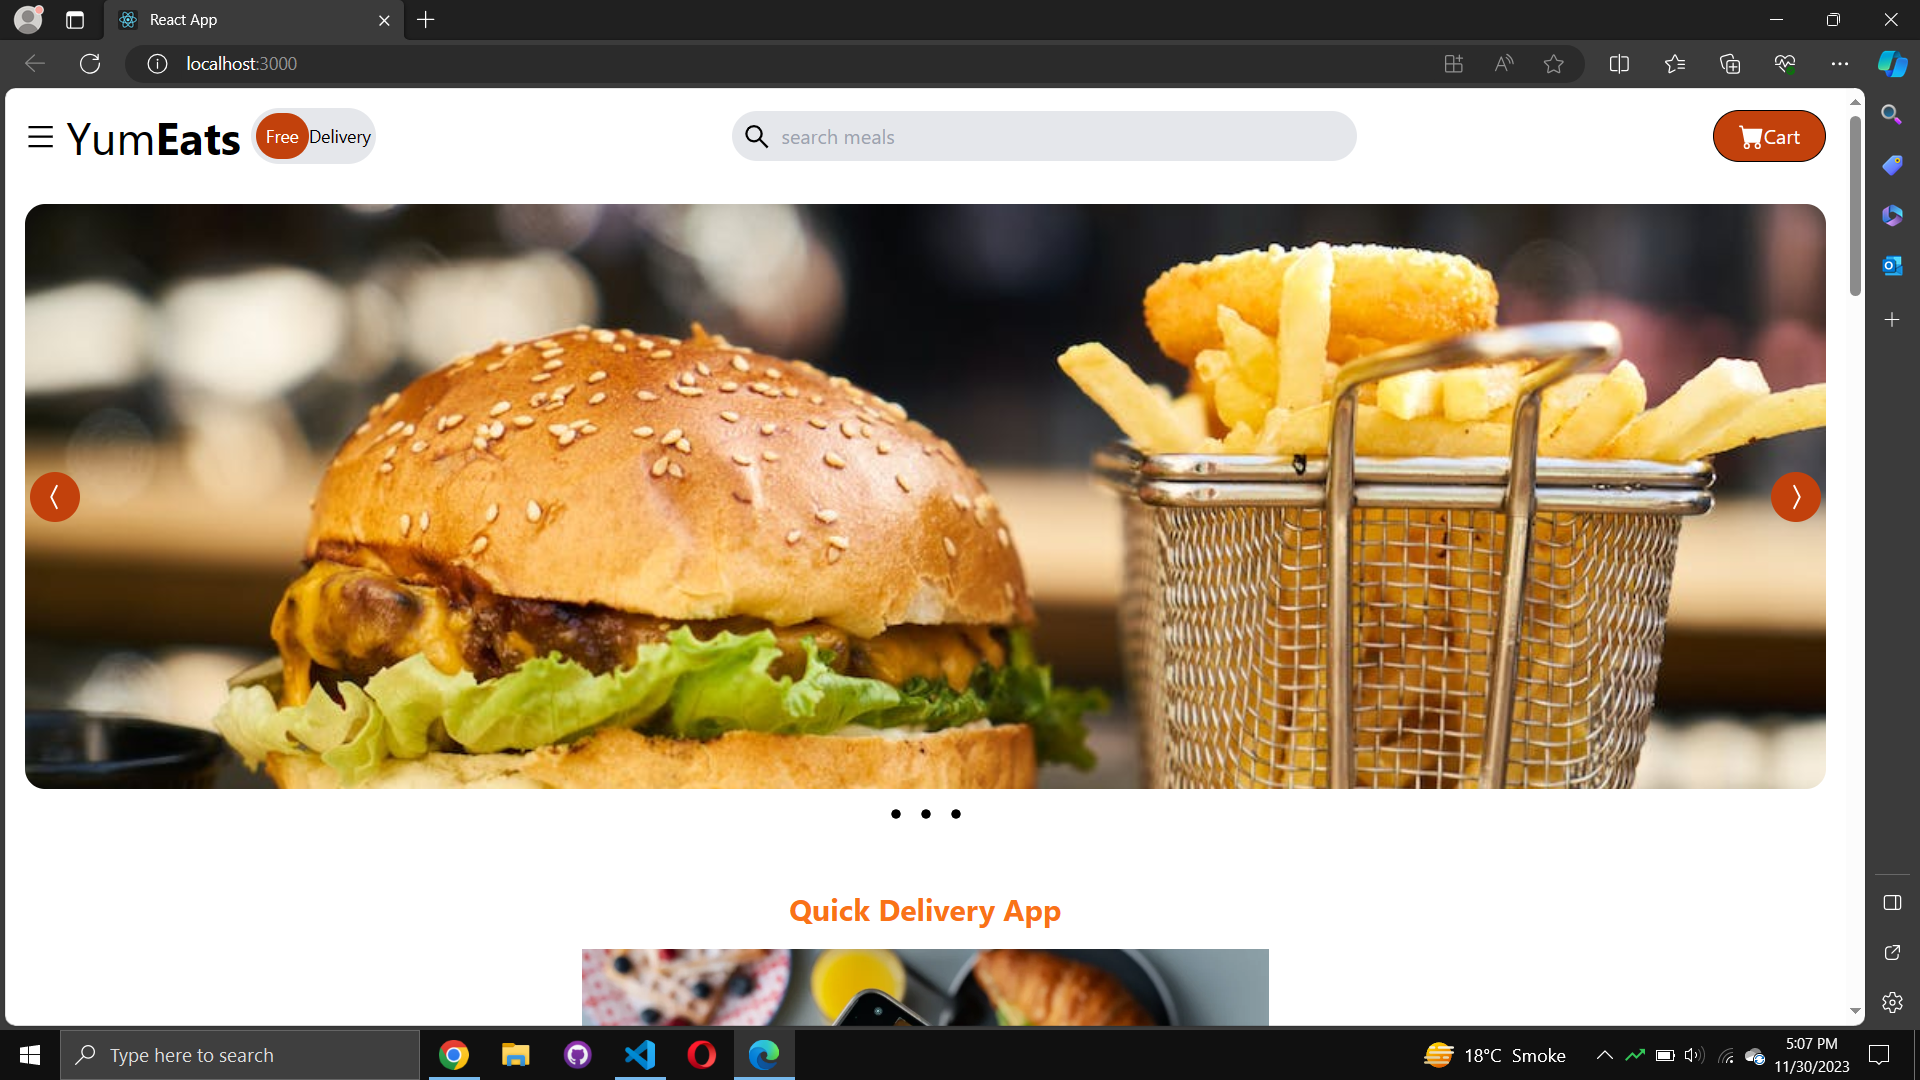 React App
localhost:3000
YumEats
Free Delivery
search meals
Cart
Quick Delivery App
Type here to search
18°C Smoke
5:07 PM
11/30/2023